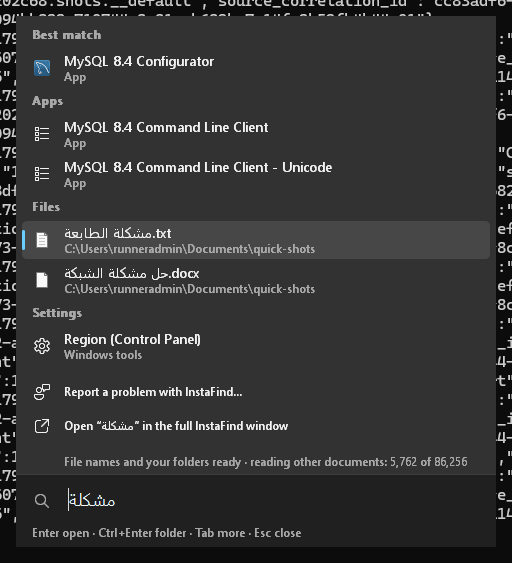 Best match
MySQL 8.4 Configurator
App
Apps
MySQL 8.4 Command Line Client
App
MySQL 8.4 Command Line Client - Unicode
App
Files
مشكلة الطابعة.txt
C:\Users\runneradmin\Documents\quick-shots
حل مشكلة الشبكة.docx
C:\Users\runneradmin\Documents\quick-shots
Settings
Region (Control Panel)
Windows tools
Report a problem with InstaFind...
Open “مشكلة” in the full InstaFind window
File names and your folders ready · reading other documents: 5,762 of 86,256
مشكلة
Enter open · Ctrl+Enter folder · Tab more · Esc close